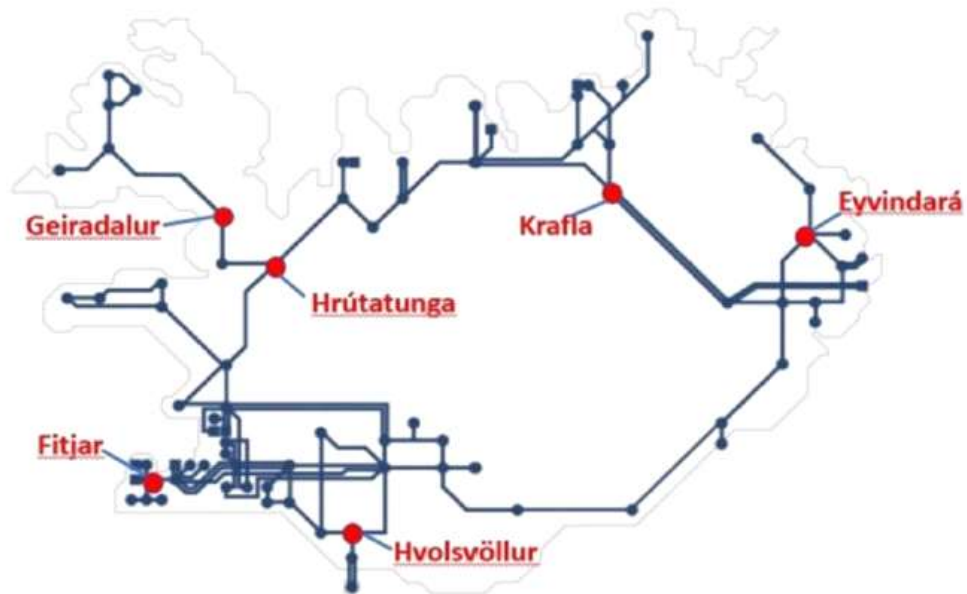 Geiradalur
Krafla
Eyvindará
Hrútatunga
Fitjar
Hvolsvöllur